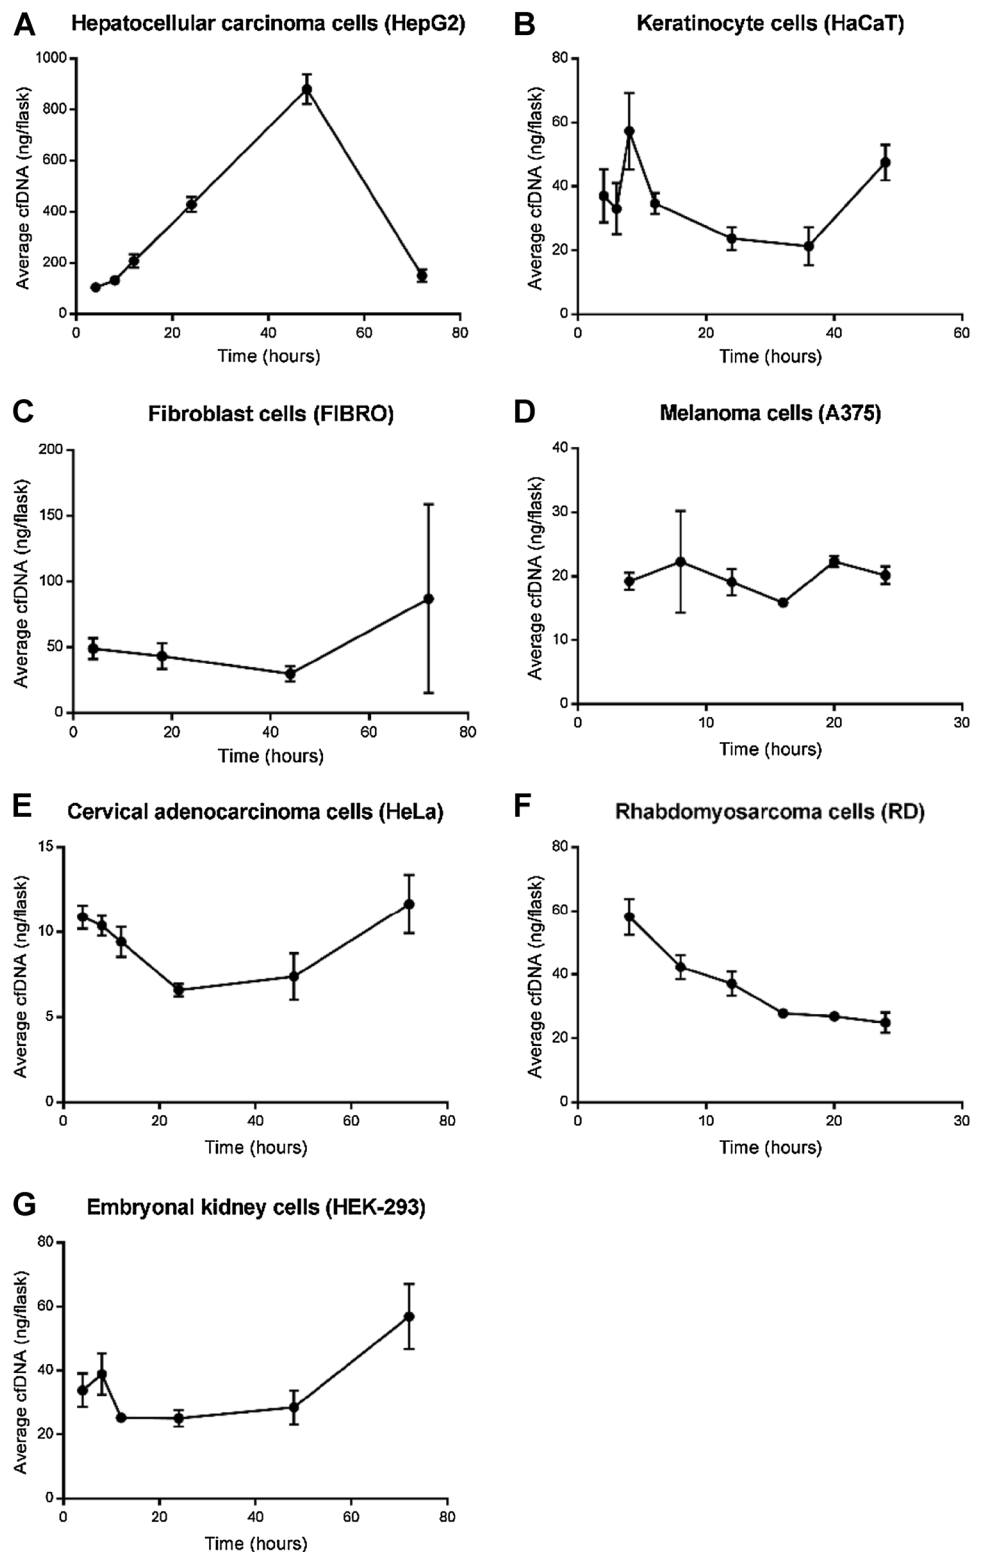 A Hepatocellular carcinoma cells (HepG2)
Average cfDNA (ng/flask)
1000
800
600
400
200
0
0 20 40 60 80
Time (hours)
B Keratinocyte cells (HaCaT)
Average cfDNA (ng/flask)
80
60
40
20
0
0 20 40 60
Time (hours)
C Fibroblast cells (FIBRO)
Average cfDNA (ng/flask)
200
150
100
50
0
0 20 40 60 80
Time (hours)
D Melanoma cells (A375)
Average cfDNA (ng/flask)
40
30
20
10
0
0 10 20 30
Time (hours)
E Cervical adenocarcinoma cells (HeLa)
Average cfDNA (ng/flask)
15
10
5
0
0 20 40 60 80
Time (hours)
F Rhabdomyosarcoma cells (RD)
Average cfDNA (ng/flask)
80
60
40
20
0
0 10 20 30
Time (hours)
G Embryonal kidney cells (HEK-293)
Average cfDNA (ng/flask)
80
60
40
20
0
0 20 40 60 80
Time (hours)